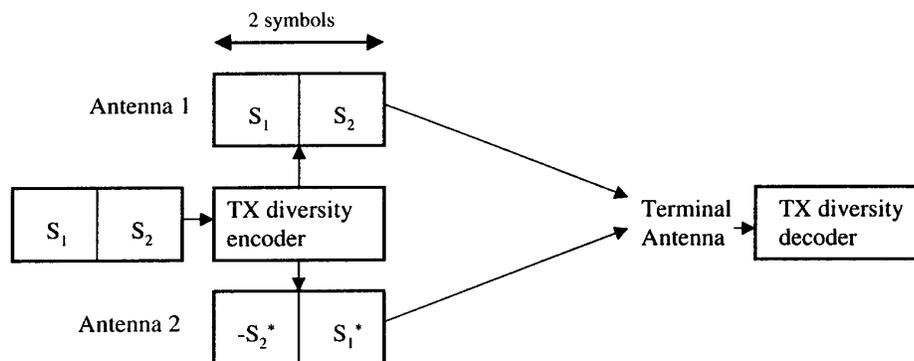 2 symbols
Antenna 1
S₁ S₂
S₁ S₂
TX diversity
encoder
Terminal
Antenna
TX diversity
decoder
Antenna 2
-S₂* S₁*